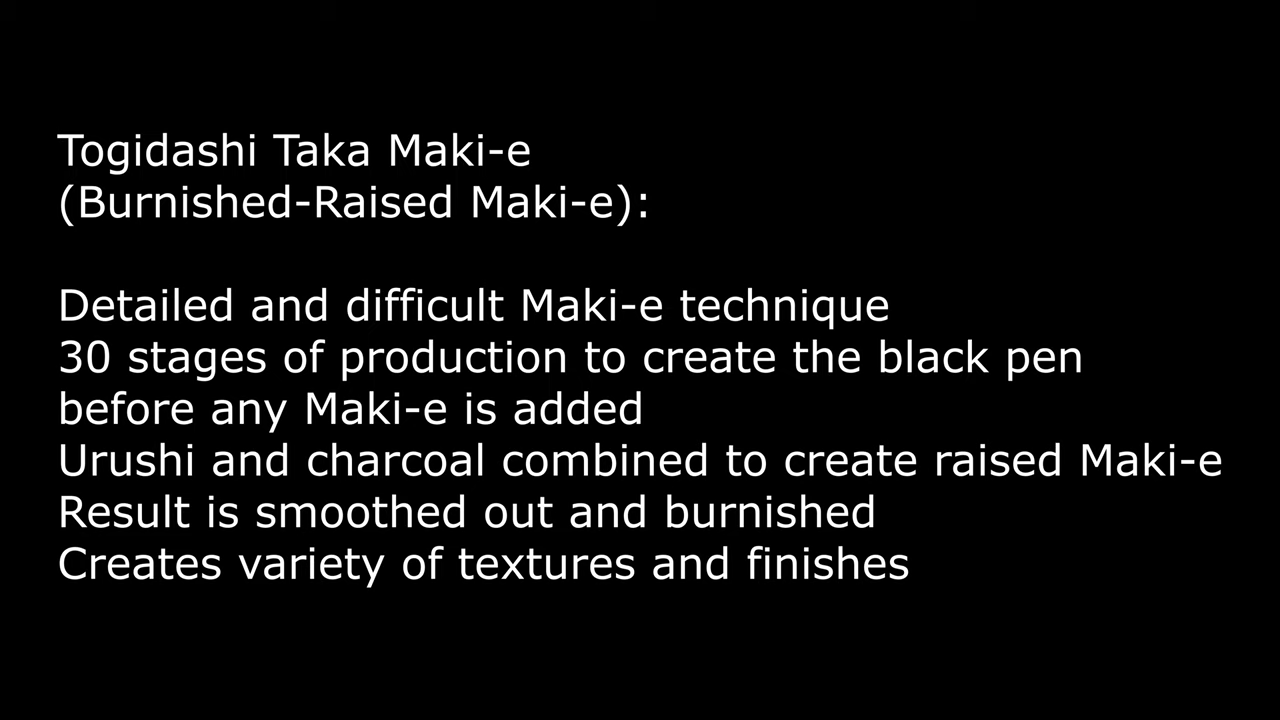 Togidashi Taka Maki-e
(Burnished-Raised Maki-e):
Detailed and difficult Maki-e technique
30 stages of production to create the black pen
before any Maki-e is added
Urushi and charcoal combined to create raised Maki-e
Result is smoothed out and burnished
Creates variety of textures and finishes